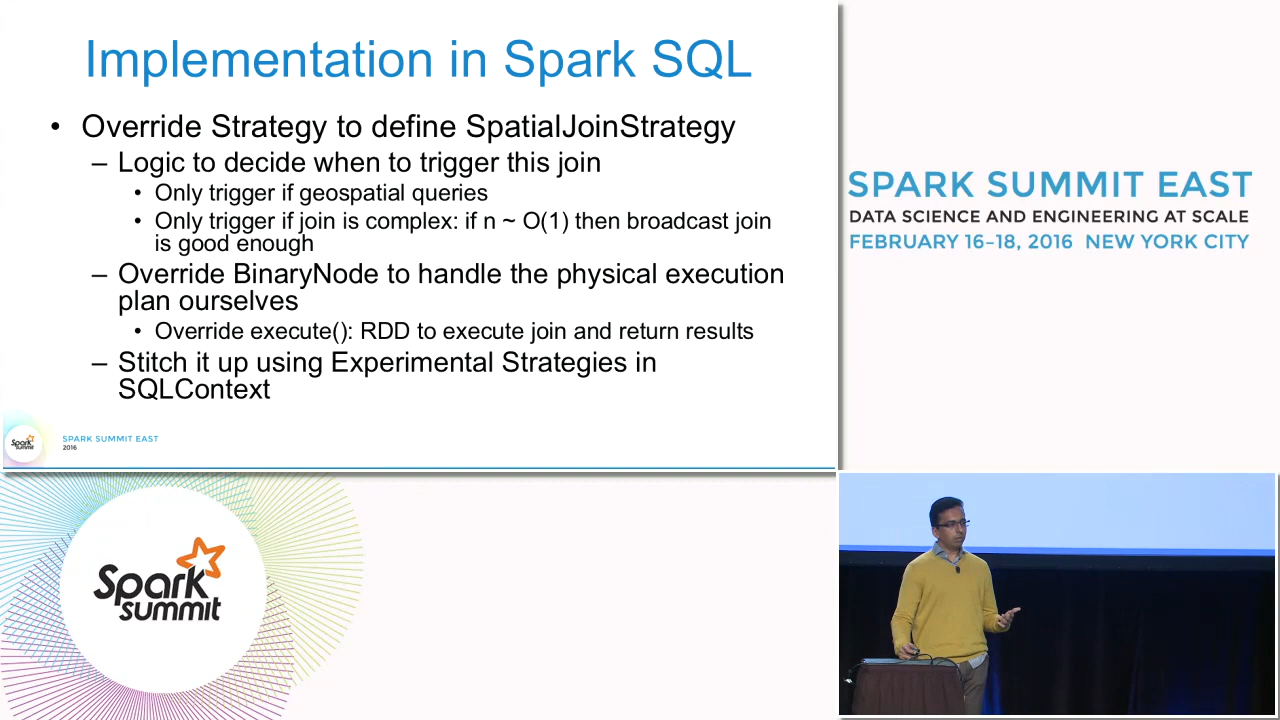 Implementation in Spark SQL
• Override Strategy to define SpatialJoinStrategy
– Logic to decide when to trigger this join
• Only trigger if geospatial queries
• Only trigger if join is complex: if n ~ O(1) then broadcast join
is good enough
– Override BinaryNode to handle the physical execution
plan ourselves
• Override execute(): RDD to execute join and return results
– Stitch it up using Experimental Strategies in
SQLContext
Spark
summit
SPARK SUMMIT EAST
2016
SPARK SUMMIT EAST
DATA SCIENCE AND ENGINEERING AT SCALE
FEBRUARY 16–18, 2016 NEW YORK CITY
Spark
summit